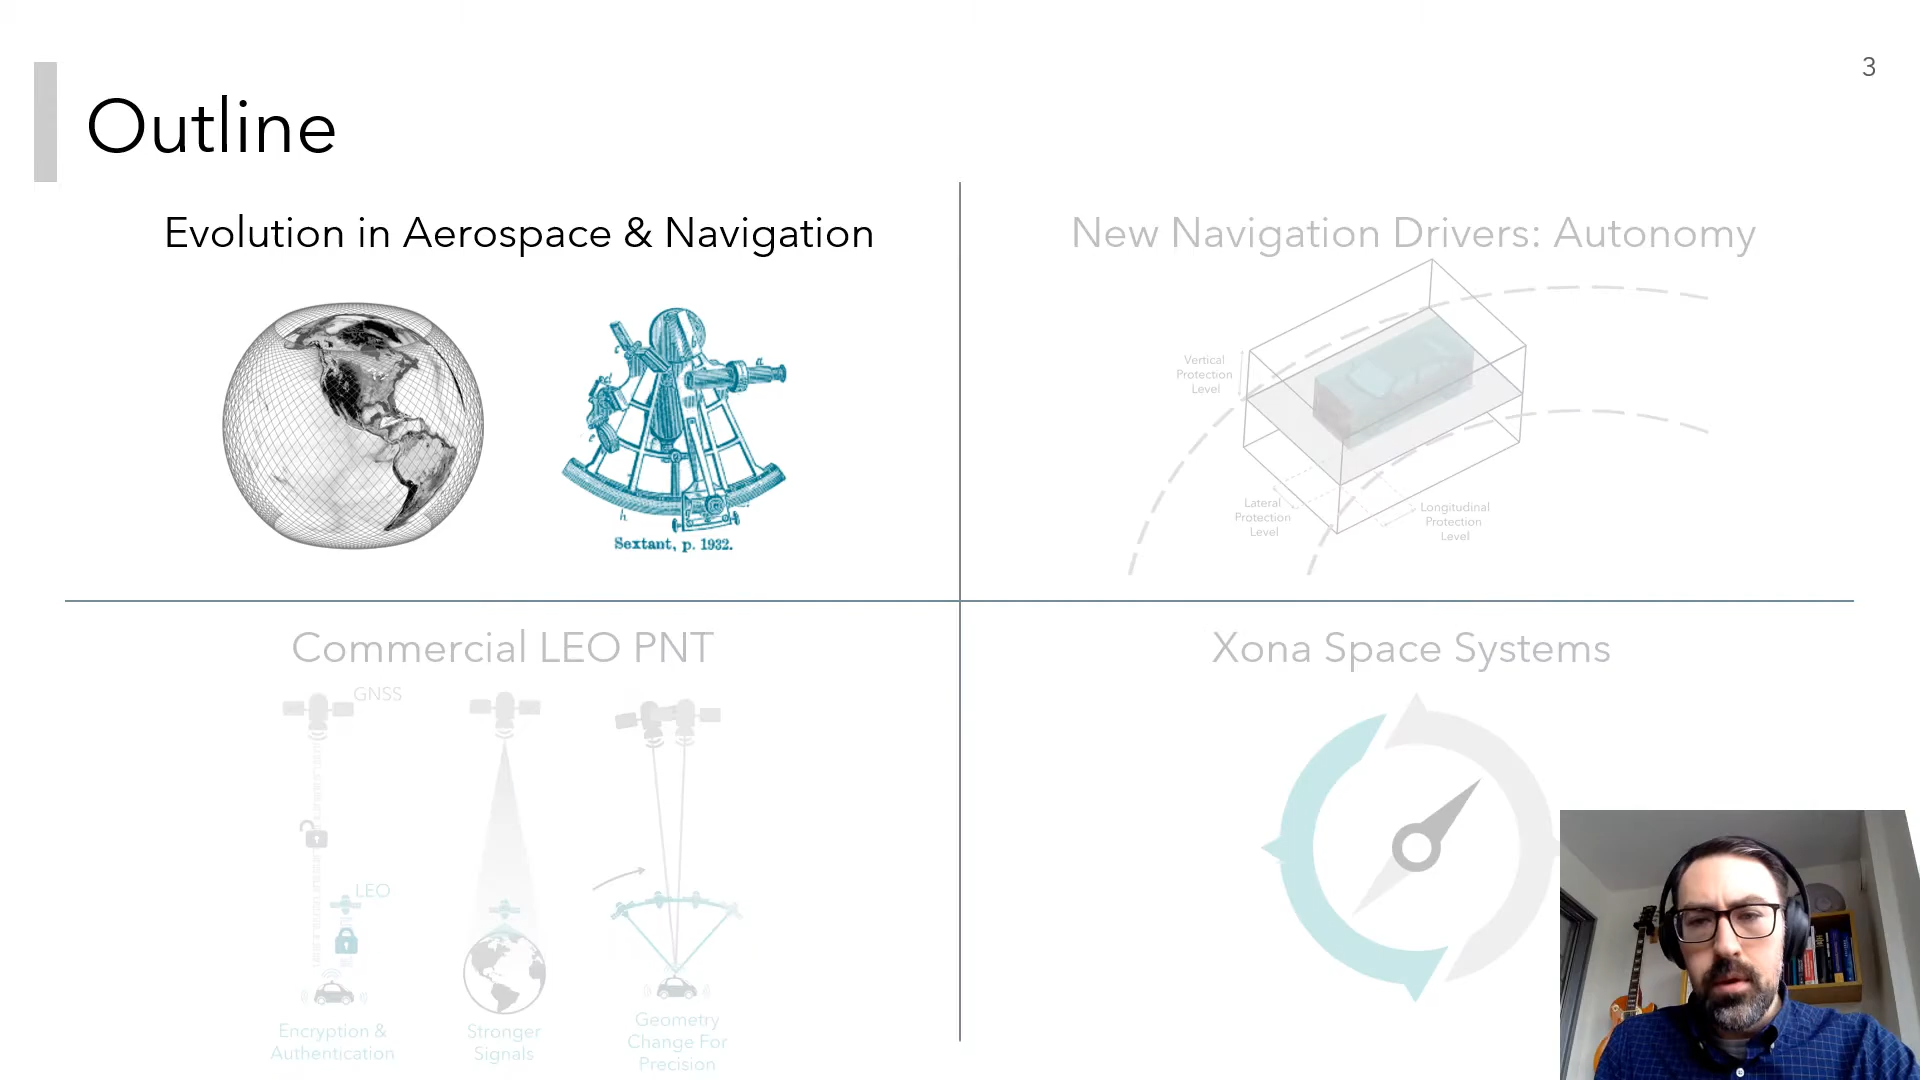 3
Outline
Evolution in Aerospace & Navigation
Sextant, p. 1932.
New Navigation Drivers: Autonomy
Vertical
Protection
Level
Lateral
Protection
Level
Longitudinal
Protection
Level
Commercial LEO PNT
GNSS
LEO
Encryption &
Authentication
Stronger
Signals
Geometry
Change For
Precision
Xona Space Systems